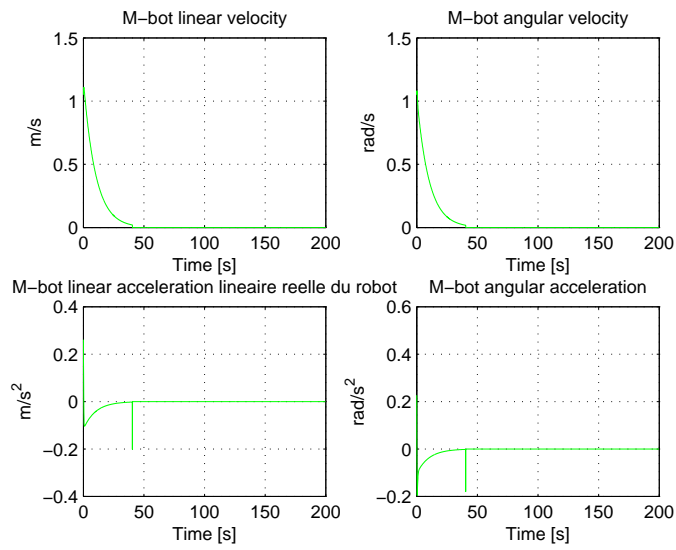 M−bot linear velocity
1.5
1
0.5
0
m/s
0 50 100 150 200
Time [s]
M−bot angular velocity
1.5
1
0.5
0
rad/s
0 50 100 150 200
Time [s]
M−bot linear acceleration lineaire reelle du robot
0.4
0.2
0
−0.2
−0.4
m/s²
0 50 100 150 200
Time [s]
M−bot angular acceleration
0.6
0.4
0.2
0
−0.2
rad/s²
0 50 100 150 200
Time [s]